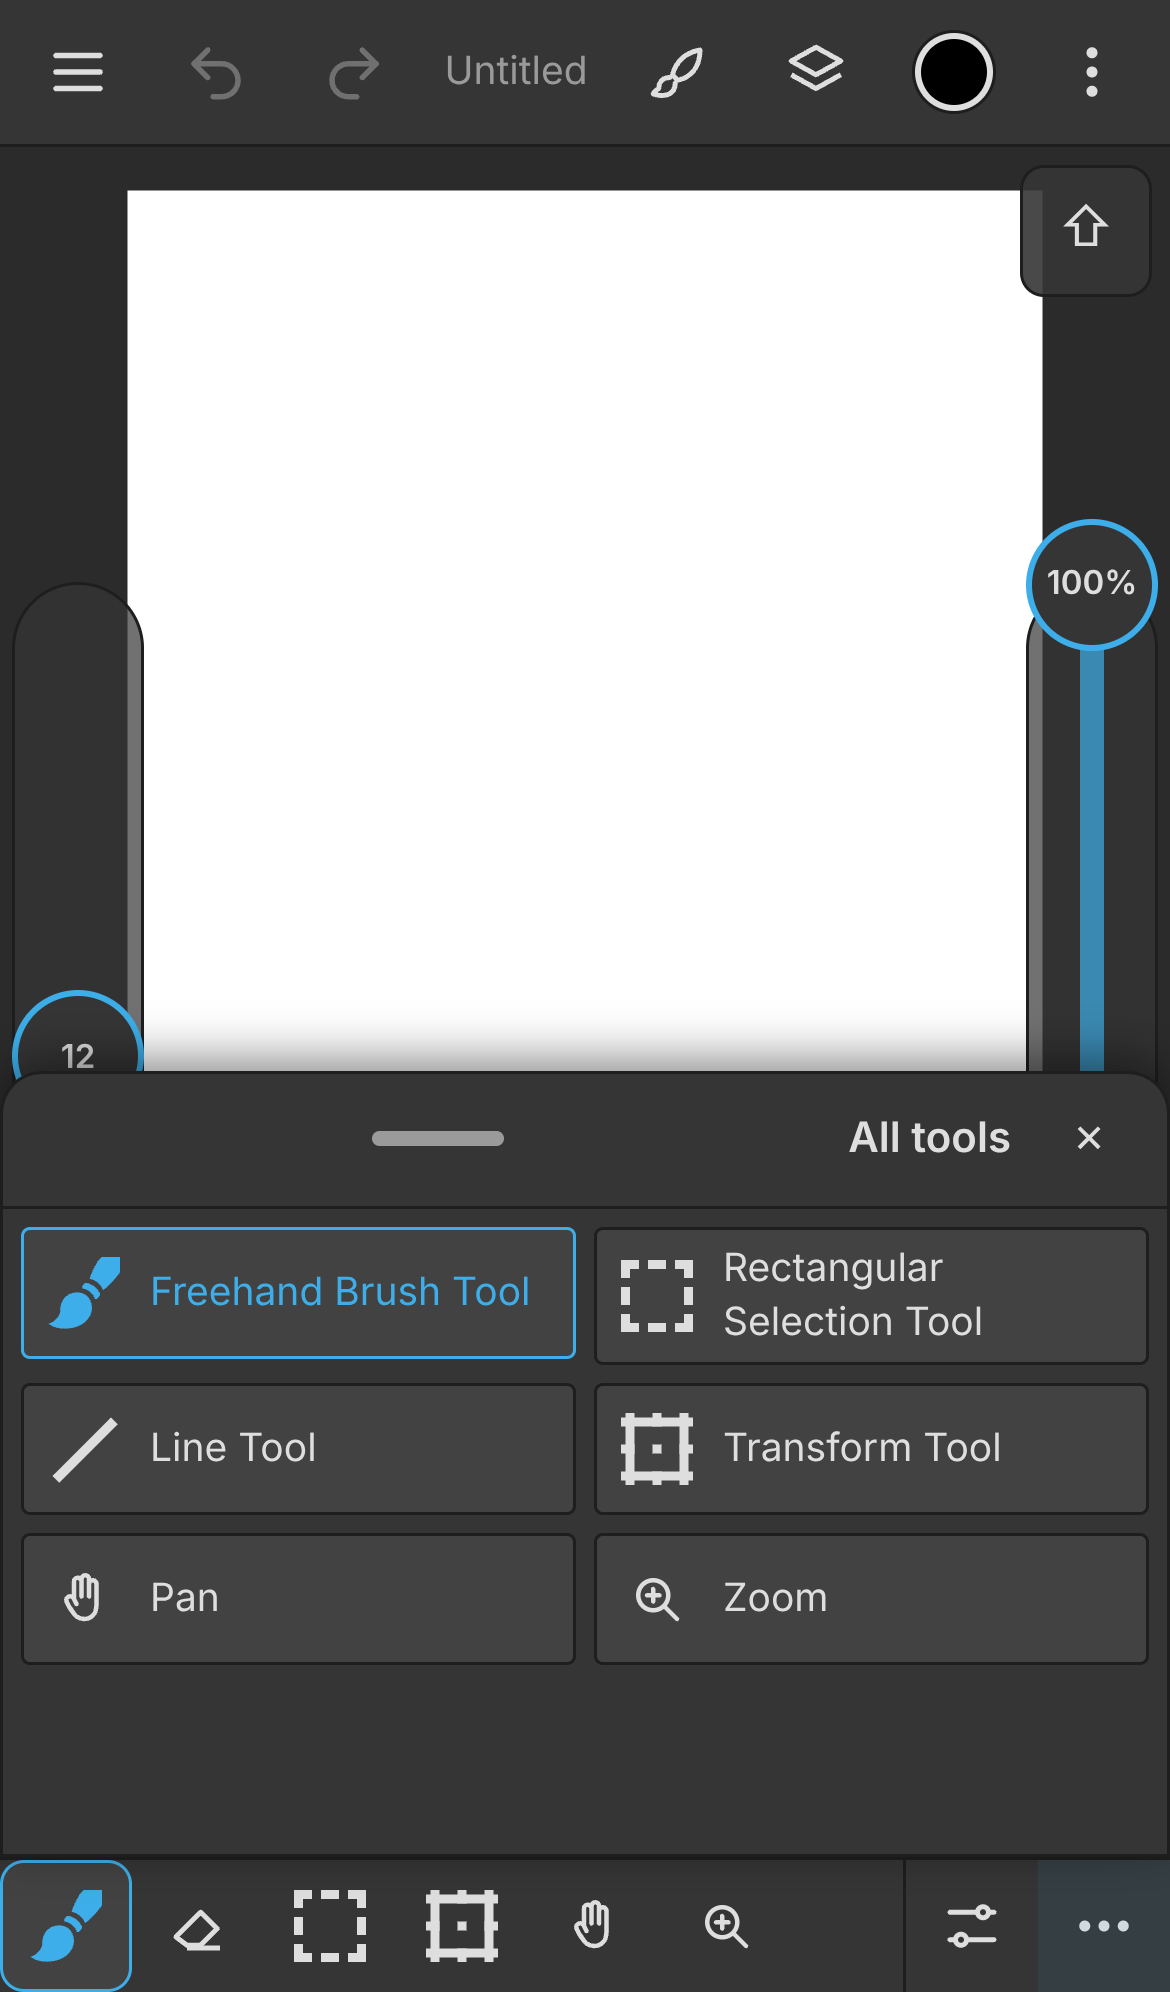 Untitled
100%
12
All tools
Freehand Brush Tool
Rectangular
Selection Tool
Line Tool
Transform Tool
Pan
Zoom